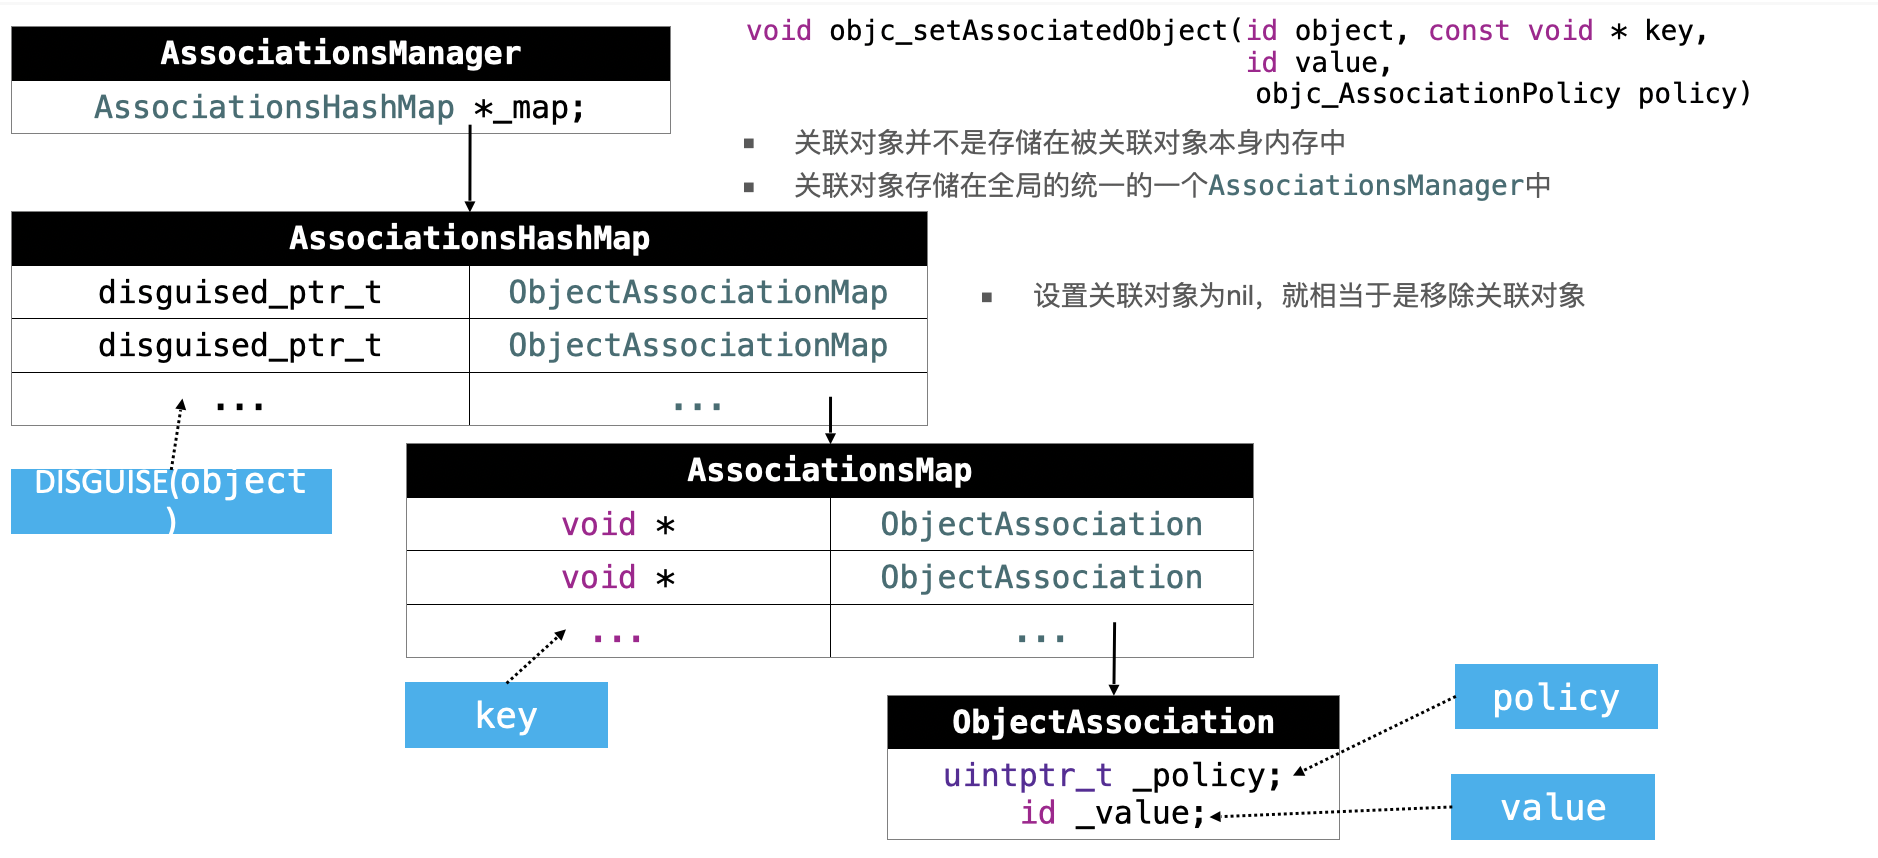 AssociationsManager
AssociationsHashMap *_map;
void objc_setAssociatedObject(id object, const void * key,
id value,
objc_AssociationPolicy policy)
▪ 关联对象并不是存储在被关联对象本身内存中
▪ 关联对象存储在全局的统一的一个AssociationsManager中
AssociationsHashMap
disguised_ptr_t ObjectAssociationMap
disguised_ptr_t ObjectAssociationMap
... ...
▪ 设置关联对象为nil，就相当于是移除关联对象
DISGUISE(object
)
AssociationsMap
void * ObjectAssociation
void * ObjectAssociation
... ...
key
ObjectAssociation
uintptr_t _policy;
id _value;
policy
value